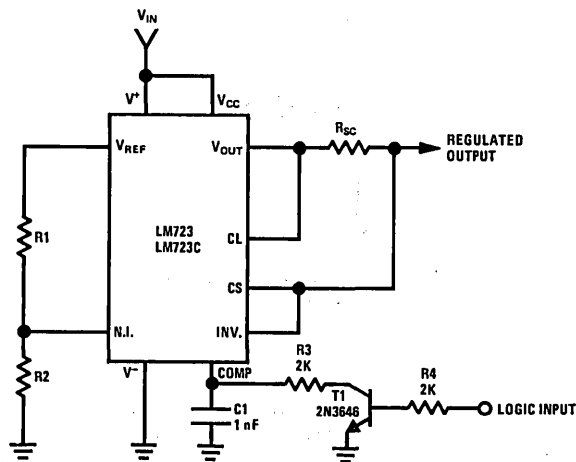 VIN
V+
VCC
VREF
VOUT
RSC
REGULATED
OUTPUT
R1
LM723
LM723C
CL
CS
N.I.
INV.
R2
V−
COMP
R3
2K
R4
2K
T1
2N3646
C1
1 nF
LOGIC INPUT